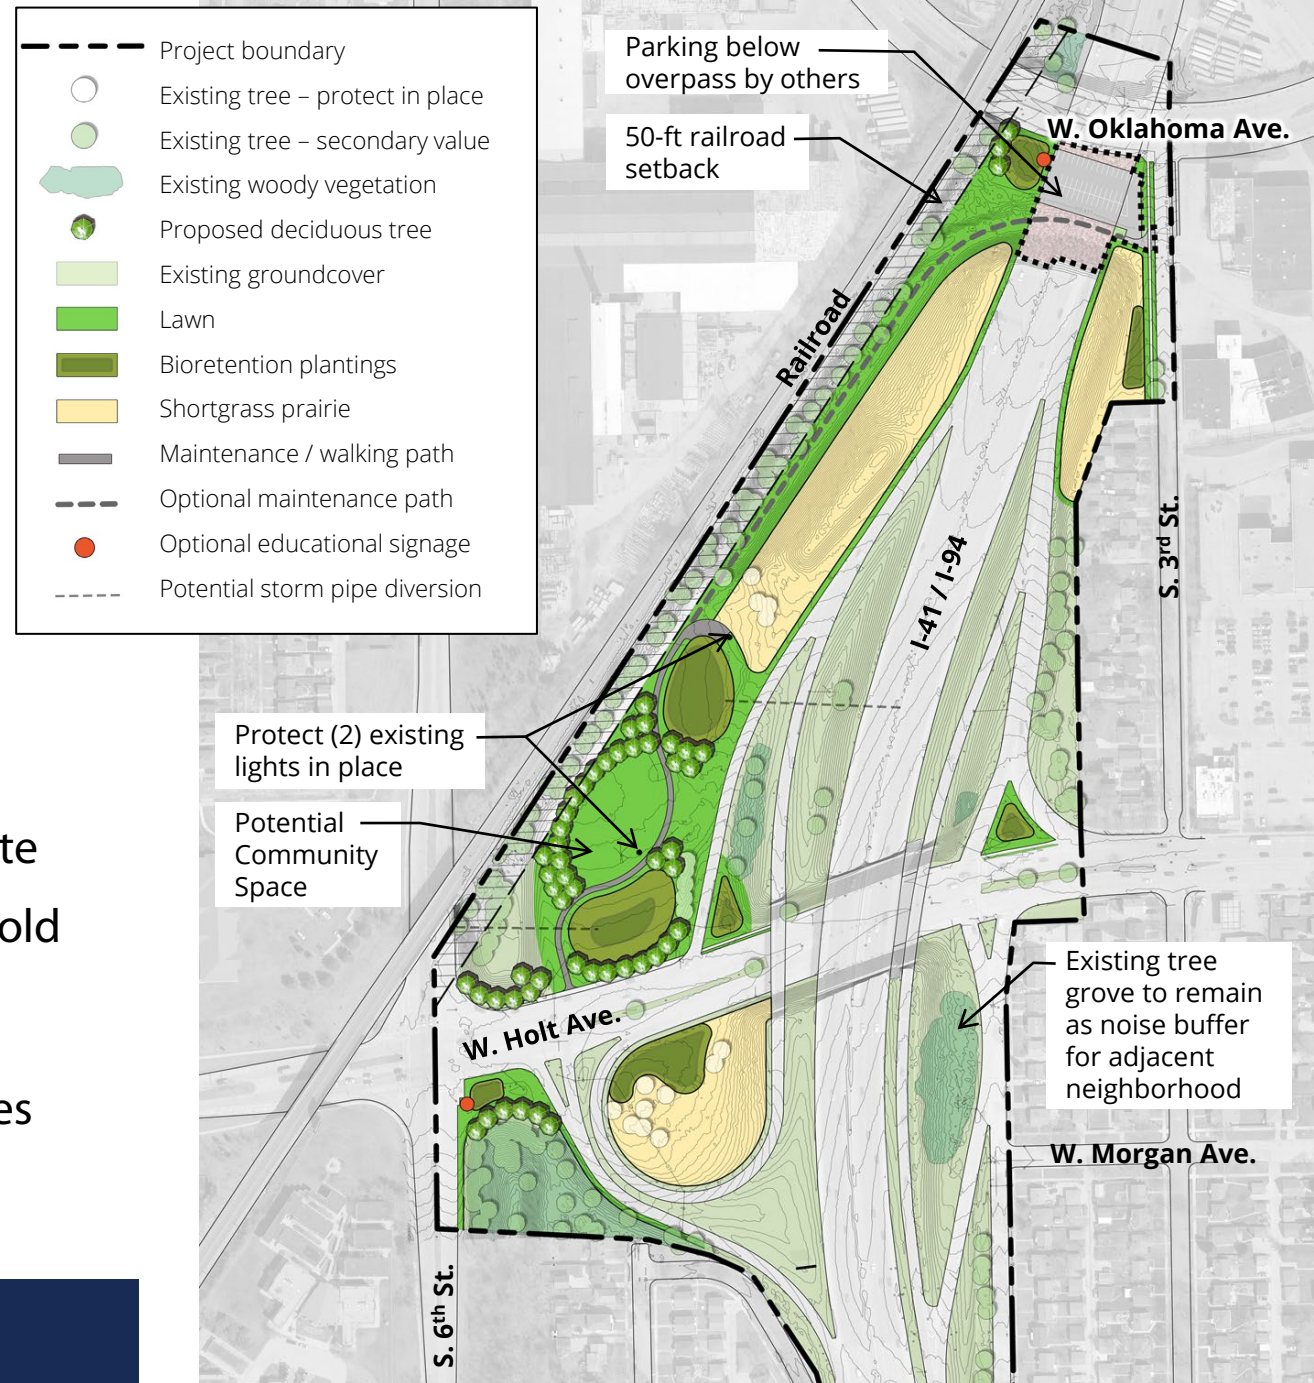 Project boundary
Existing tree – protect in place
Existing tree – secondary value
Existing woody vegetation
Proposed deciduous tree
Existing groundcover
Lawn
Bioretention plantings
Shortgrass prairie
Maintenance / walking path
Optional maintenance path
Optional educational signage
Potential storm pipe diversion
Parking below
overpass by others
50-ft railroad
setback
W. Oklahoma Ave.
Railroad
I-41 / I-94
S. 3rd St.
Protect (2) existing
lights in place
Potential
Community
Space
te
old
es
W. Holt Ave.
Existing tree
grove to remain
as noise buffer
for adjacent
neighborhood
W. Morgan Ave.
S. 6th St.